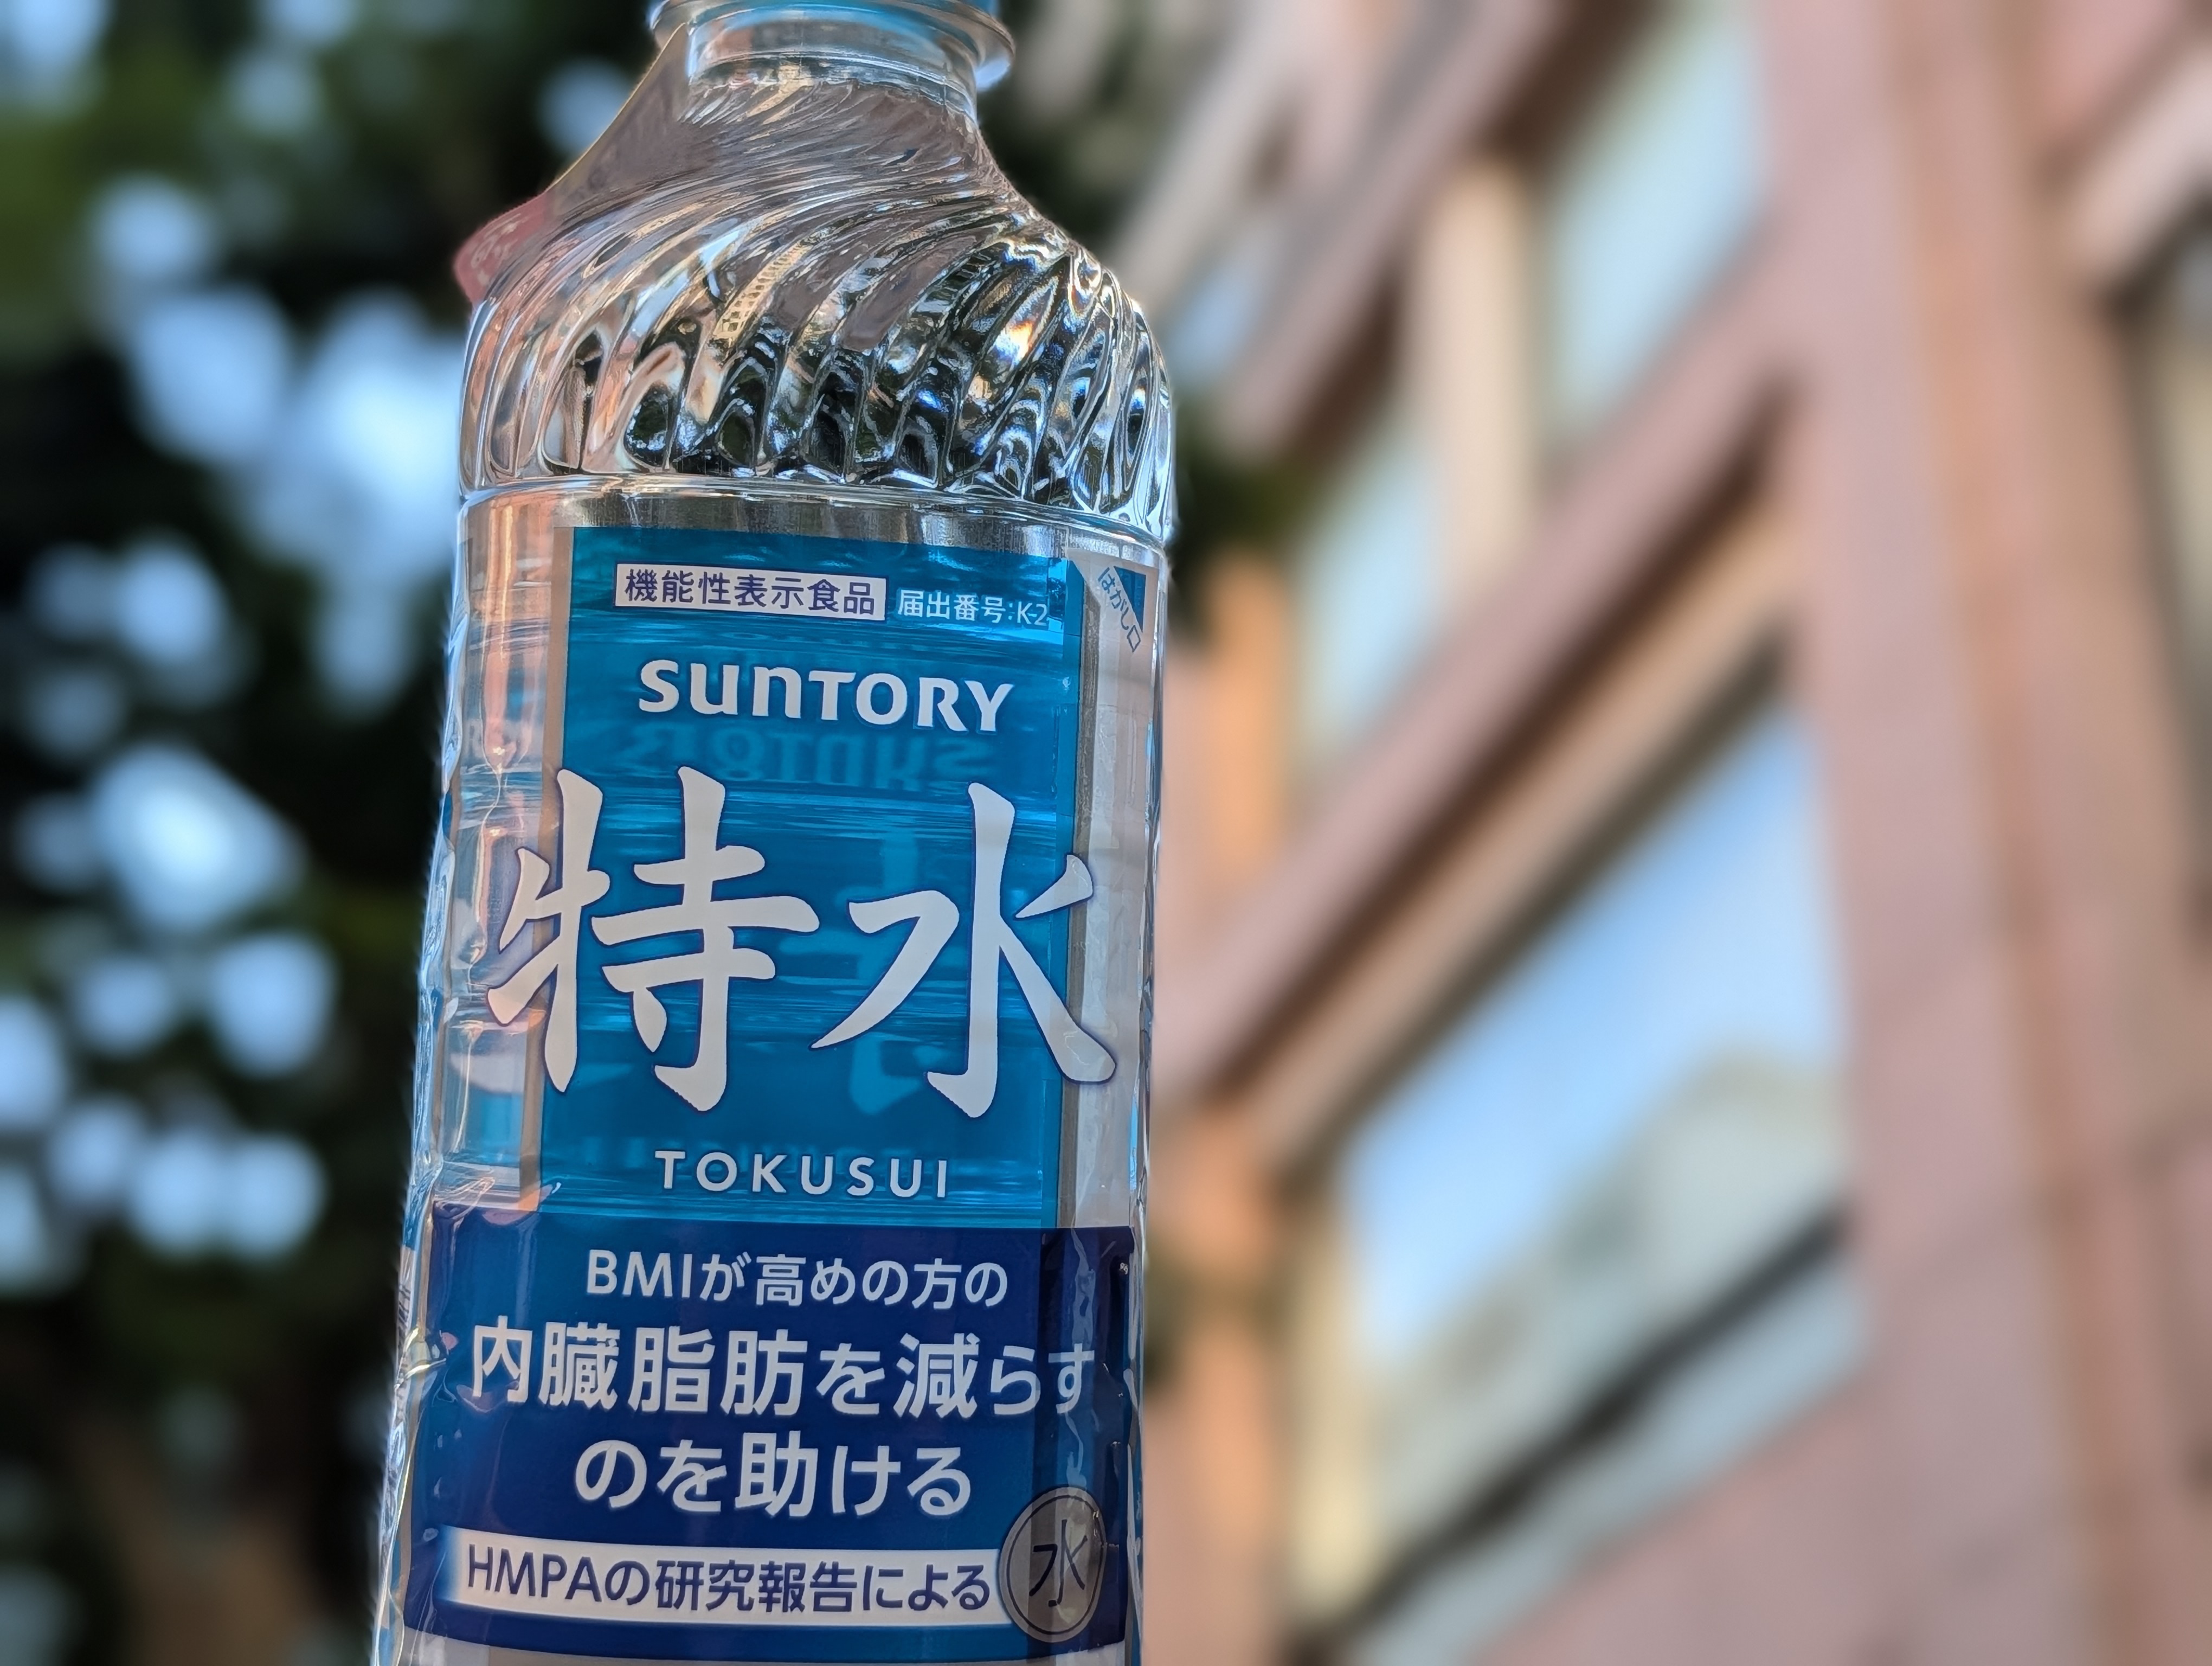 機能性表示食品 届出番号:K-2
はがし口
SUNTORY
特水
TOKUSUI
BMIが高めの方の
内臓脂肪を減らす
のを助ける
HMPAの研究報告による
水